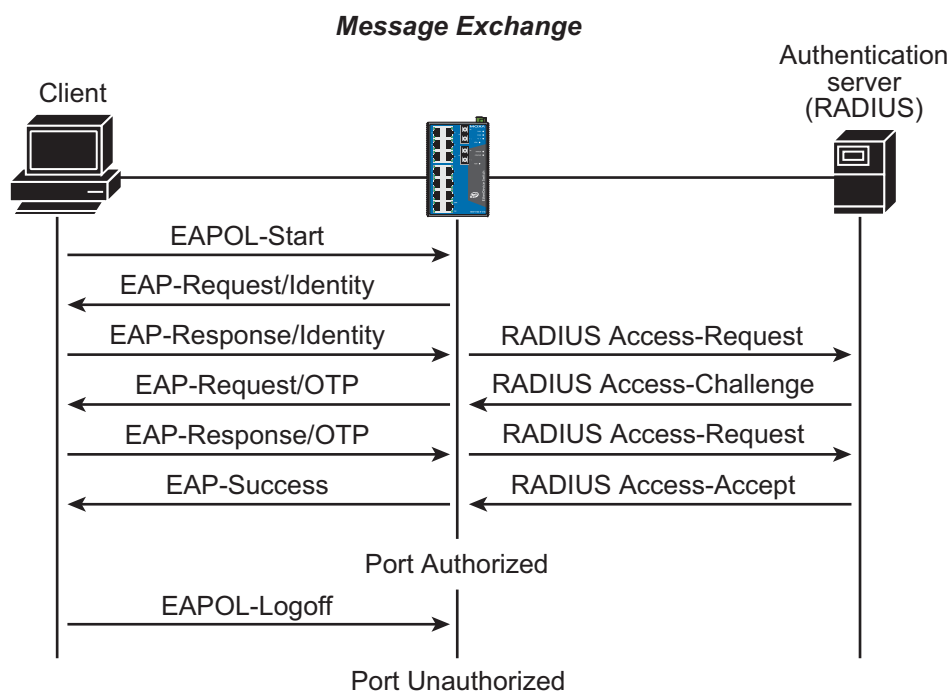 Message Exchange
Client
Authentication
server
(RADIUS)
EAPOL-Start
EAP-Request/Identity
EAP-Response/Identity
RADIUS Access-Request
EAP-Request/OTP
RADIUS Access-Challenge
EAP-Response/OTP
RADIUS Access-Request
EAP-Success
RADIUS Access-Accept
Port Authorized
EAPOL-Logoff
Port Unauthorized